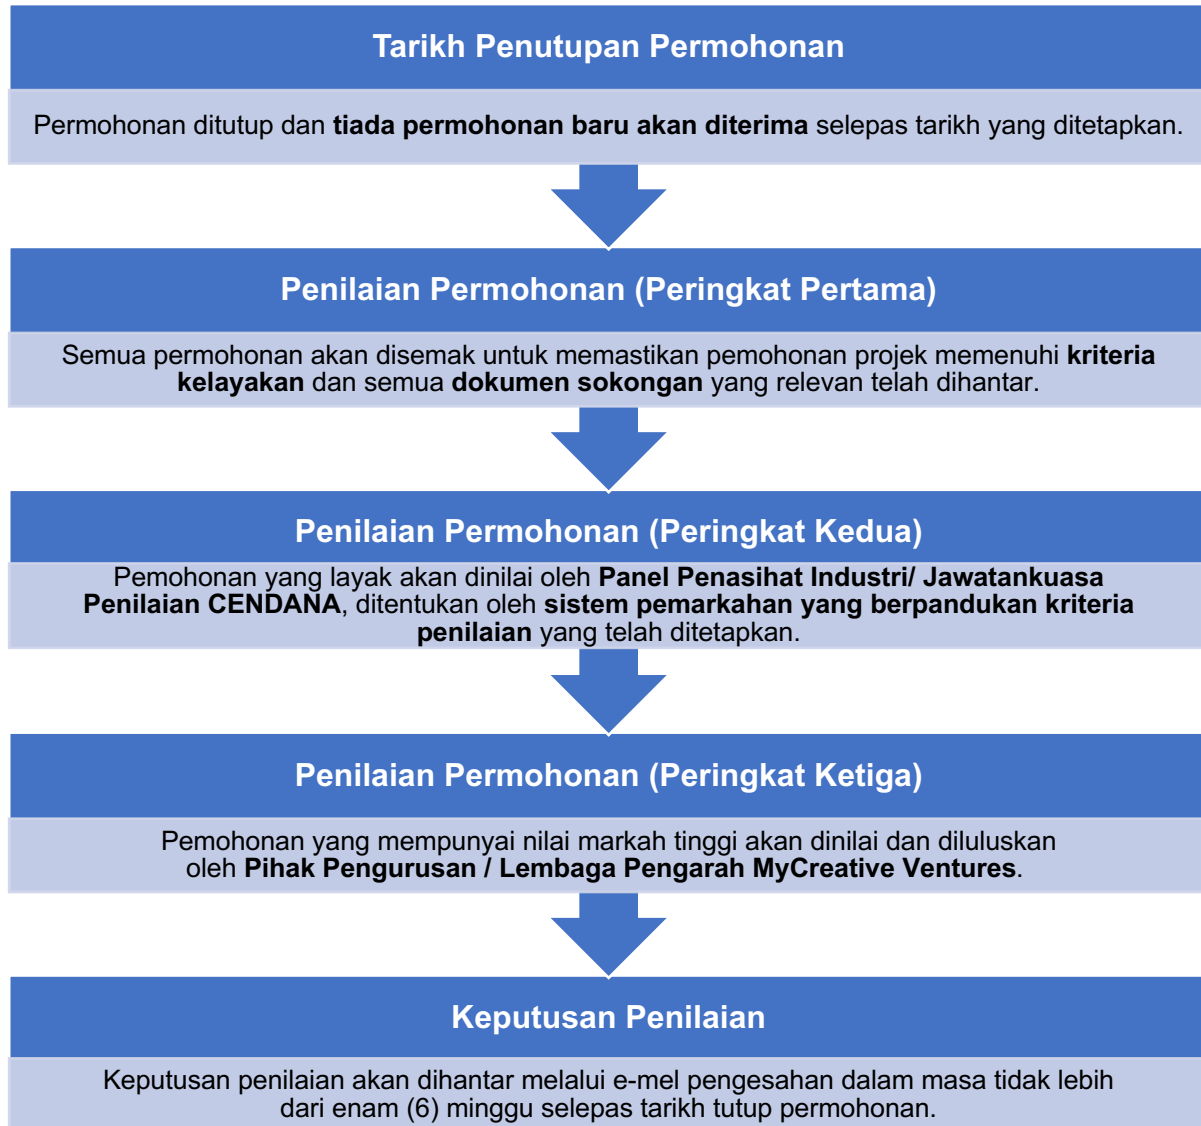 Tarikh Penutupan Permohonan
Permohonan ditutup dan tiada permohonan baru akan diterima selepas tarikh yang ditetapkan.
Penilaian Permohonan (Peringkat Pertama)
Semua permohonan akan disemak untuk memastikan pemohonan projek memenuhi kriteria
kelayakan dan semua dokumen sokongan yang relevan telah dihantar.
Penilaian Permohonan (Peringkat Kedua)
Pemohonan yang layak akan dinilai oleh Panel Penasihat Industri/ Jawatankuasa
Penilaian CENDANA, ditentukan oleh sistem pemarkahan yang berpandukan kriteria
penilaian yang telah ditetapkan.
Penilaian Permohonan (Peringkat Ketiga)
Pemohonan yang mempunyai nilai markah tinggi akan dinilai dan diluluskan
oleh Pihak Pengurusan / Lembaga Pengarah MyCreative Ventures.
Keputusan Penilaian
Keputusan penilaian akan dihantar melalui e-mel pengesahan dalam masa tidak lebih
dari enam (6) minggu selepas tarikh tutup permohonan.